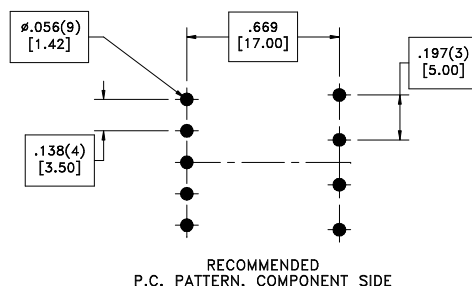 ø.056(9)
[1.42]
.669
[17.00]
.197(3)
[5.00]
.138(4)
[3.50]
RECOMMENDED
P.C. PATTERN, COMPONENT SIDE